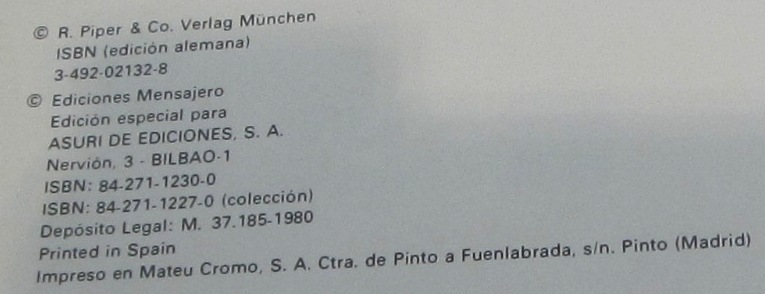 © R. Piper & Co. Verlag München
ISBN (edición alemana)
3-492-02132-8
© Ediciones Mensajero
Edición especial para
ASURI DE EDICIONES, S. A.
Nervión, 3 - BILBAO-1
ISBN: 84-271-1230-0
ISBN: 84-271-1227-0 (colección)
Depósito Legal: M. 37.185-1980
Printed in Spain
Impreso en Mateu Cromo, S. A. Ctra. de Pinto a Fuenlabrada, s/n. Pinto (Madrid)